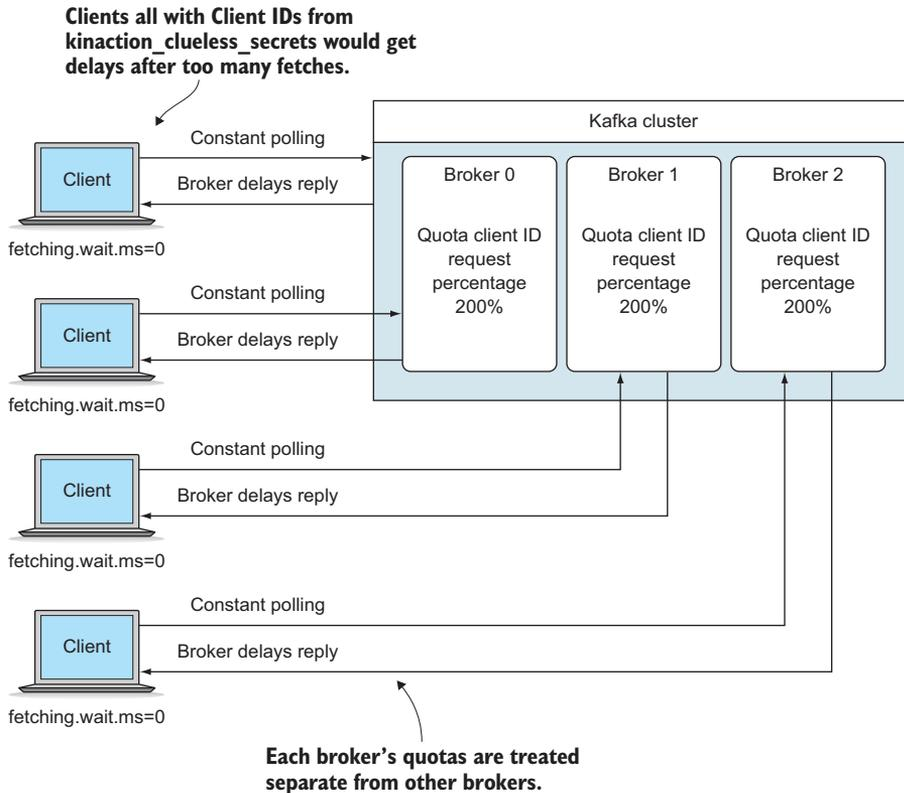 Clients all with Client IDs from
kinaction_clueless_secrets would get
delays after too many fetches.
Kafka cluster
Constant polling
Client
Broker delays reply
fetching.wait.ms=0
Broker 0
Quota client ID
request
percentage
200%
Broker 1
Quota client ID
request
percentage
200%
Broker 2
Quota client ID
request
percentage
200%
Constant polling
Client
Broker delays reply
fetching.wait.ms=0
Constant polling
Client
Broker delays reply
fetching.wait.ms=0
Constant polling
Client
Broker delays reply
fetching.wait.ms=0
Each broker's quotas are treated
separate from other brokers.